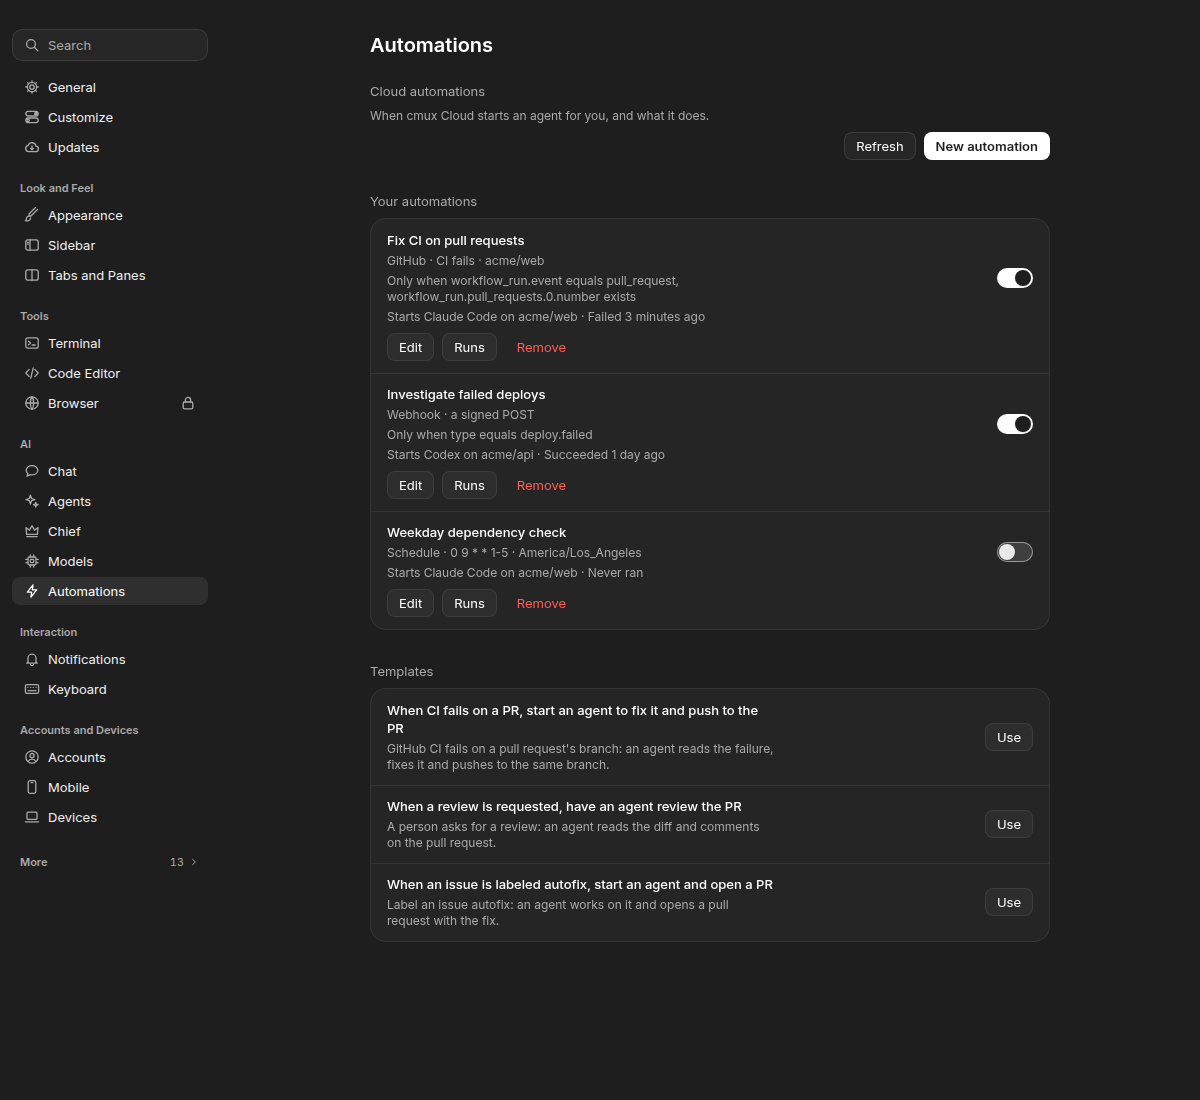 Search
General
Customize
Updates
Look and Feel
Appearance
Sidebar
Tabs and Panes
Tools
Terminal
Code Editor
Browser
AI
Chat
Agents
Chief
Models
Automations
Interaction
Notifications
Keyboard
Accounts and Devices
Accounts
Mobile
Devices
More 13
Automations
Cloud automations
When cmux Cloud starts an agent for you, and what it does.
Refresh New automation
Your automations
Fix CI on pull requests
GitHub · CI fails · acme/web
Only when workflow_run.event equals pull_request,
workflow_run.pull_requests.0.number exists
Starts Claude Code on acme/web · Failed 3 minutes ago
Edit Runs Remove
Investigate failed deploys
Webhook · a signed POST
Only when type equals deploy.failed
Starts Codex on acme/api · Succeeded 1 day ago
Edit Runs Remove
Weekday dependency check
Schedule · 0 9 * * 1-5 · America/Los_Angeles
Starts Claude Code on acme/web · Never ran
Edit Runs Remove
Templates
When CI fails on a PR, start an agent to fix it and push to the
PR
GitHub CI fails on a pull request's branch: an agent reads the failure,
fixes it and pushes to the same branch.
Use
When a review is requested, have an agent review the PR
A person asks for a review: an agent reads the diff and comments
on the pull request.
Use
When an issue is labeled autofix, start an agent and open a PR
Label an issue autofix: an agent works on it and opens a pull
request with the fix.
Use